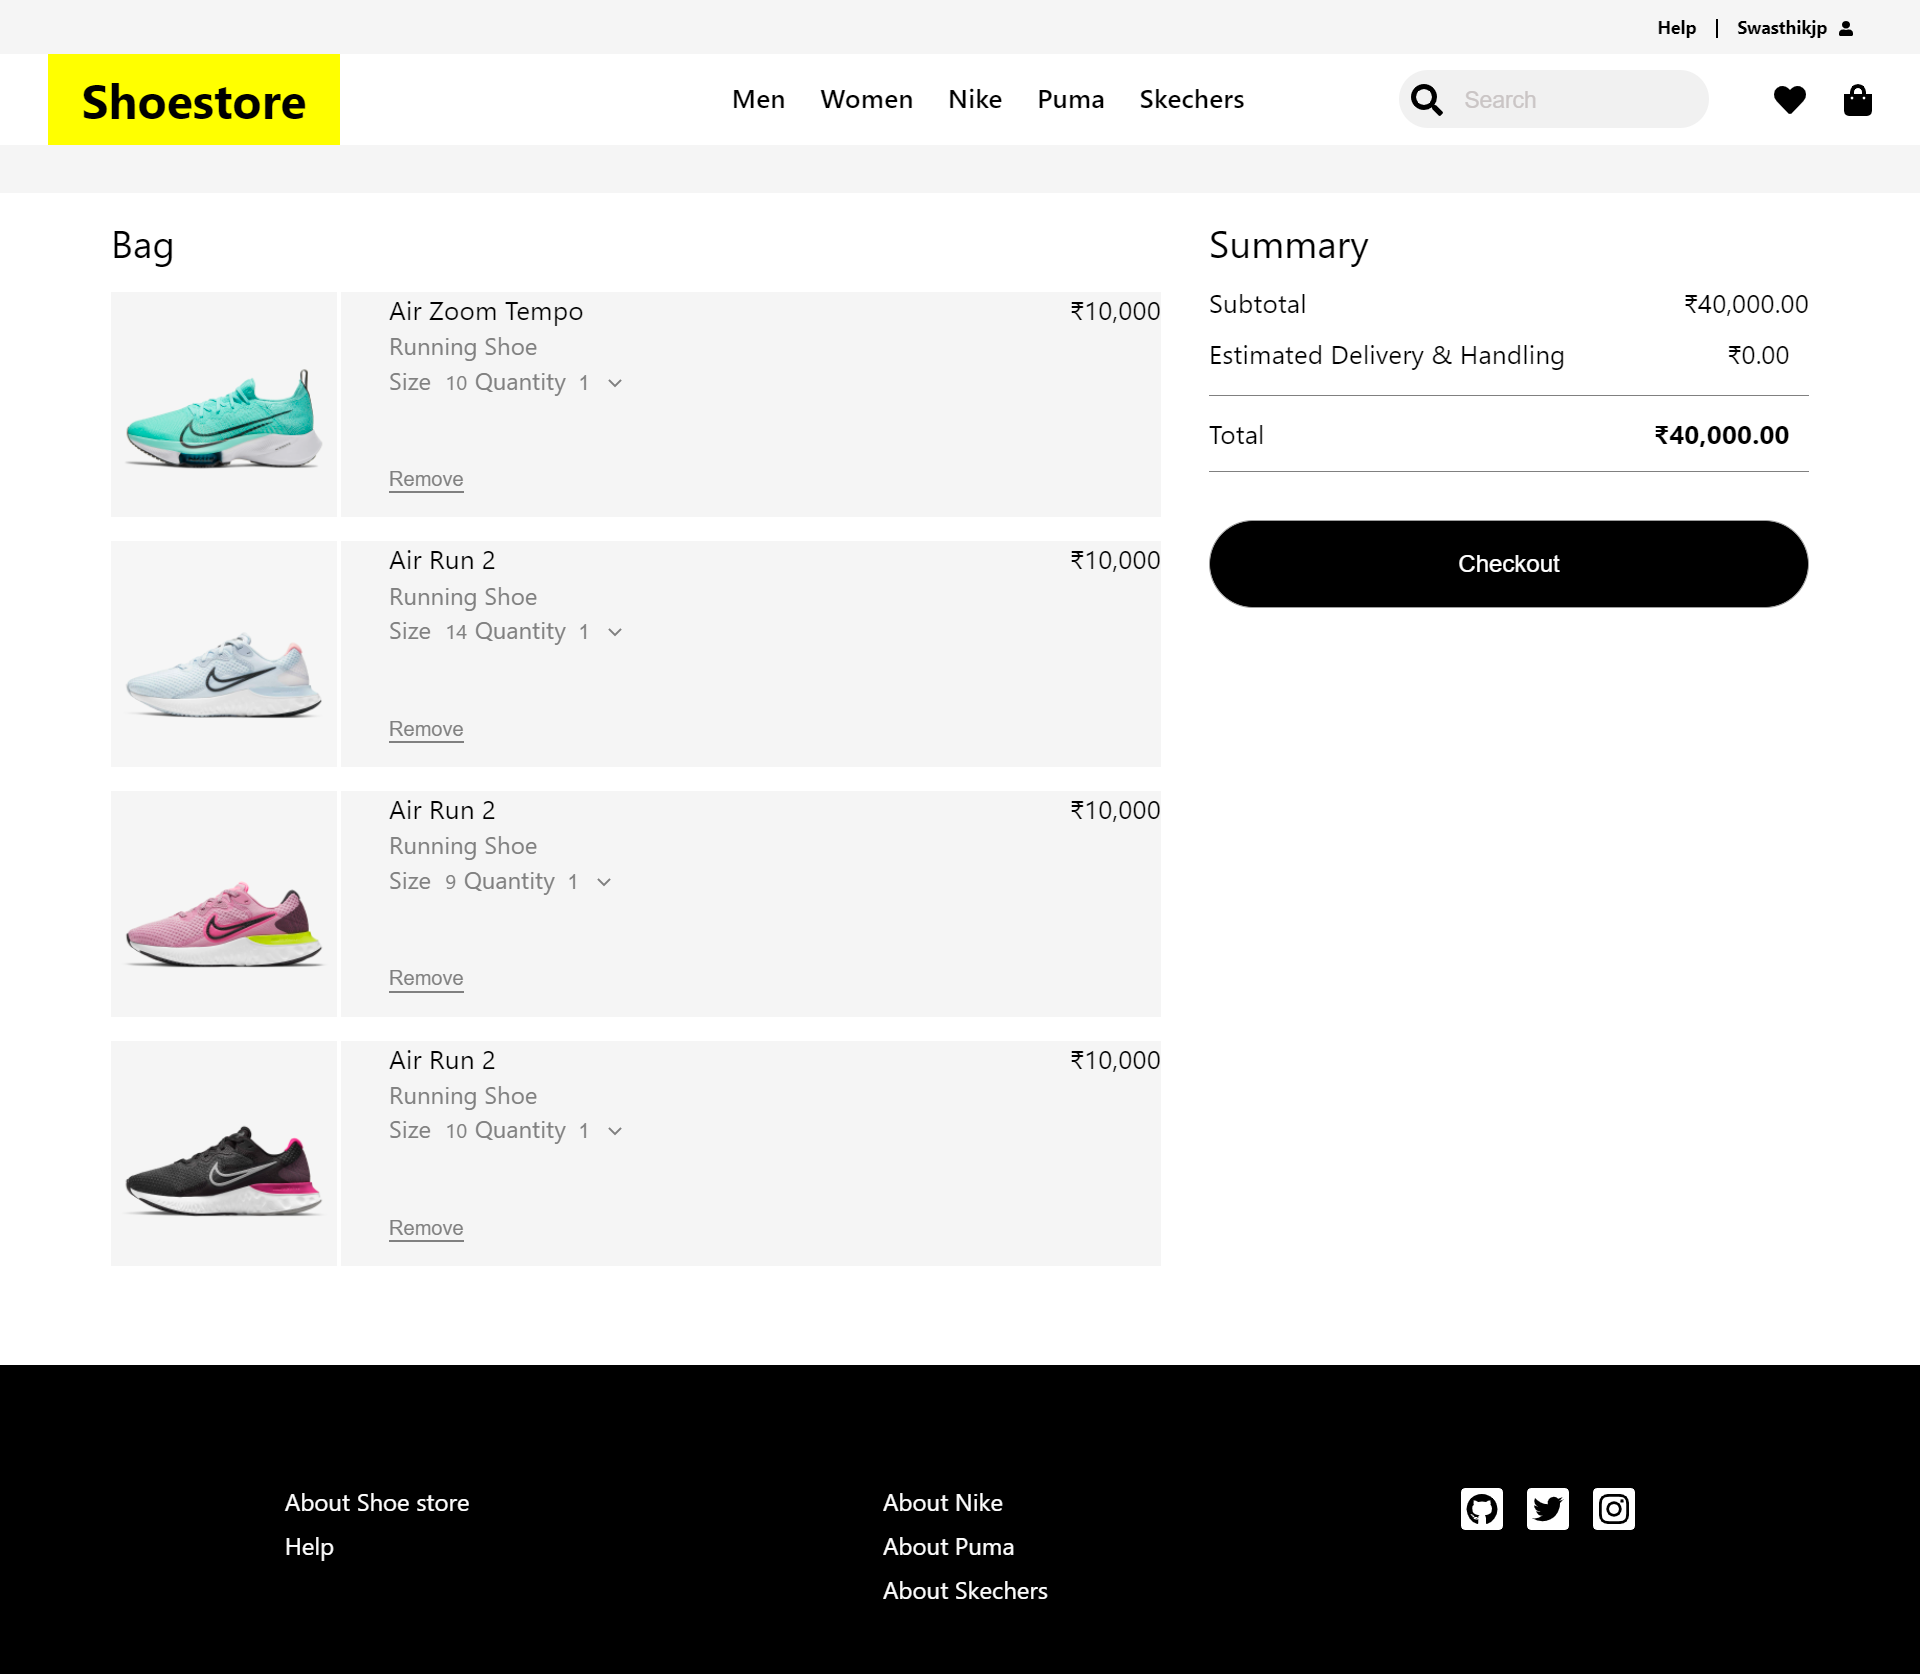 Help | Swasthikjp
Shoestore
Men Women Nike Puma Skechers
Search
Bag
Air Zoom Tempo ₹10,000
Running Shoe
Size 10 Quantity 1
Remove
Air Run 2 ₹10,000
Running Shoe
Size 14 Quantity 1
Remove
Air Run 2 ₹10,000
Running Shoe
Size 9 Quantity 1
Remove
Air Run 2 ₹10,000
Running Shoe
Size 10 Quantity 1
Remove
Summary
Subtotal ₹40,000.00
Estimated Delivery & Handling ₹0.00
Total ₹40,000.00
Checkout
About Shoe store
Help
About Nike
About Puma
About Skechers